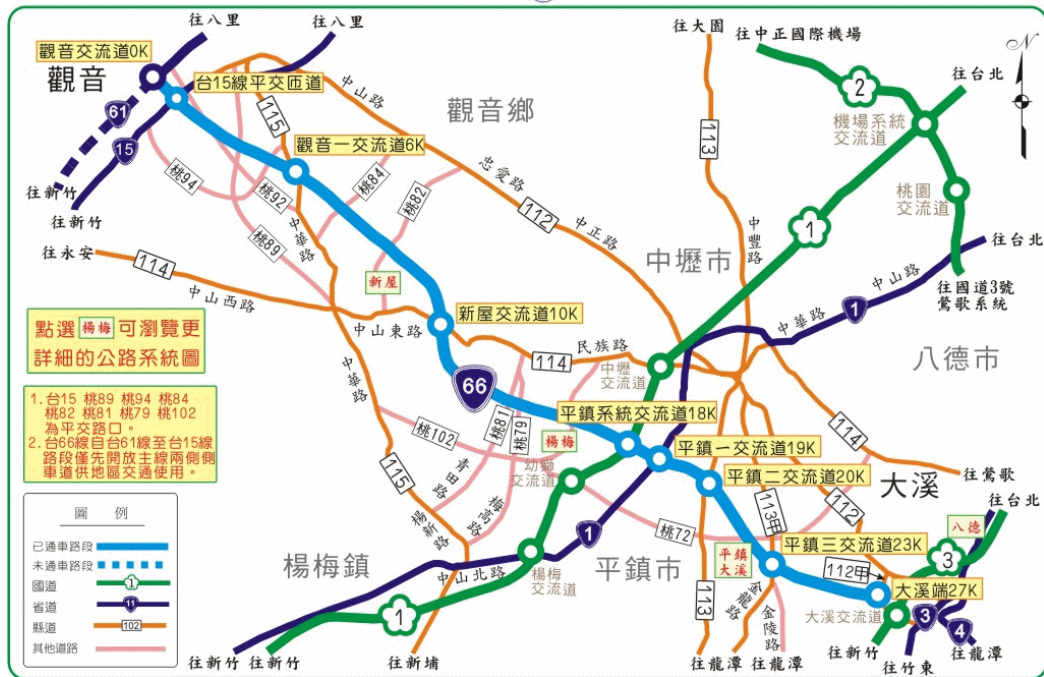 往八里
往八里
往大園
往中正國際機場
N
觀音交流道0K
觀音
台15線平交匝道
中山路
觀音鄉
往台北
2
機場系統
交流道
61
15
115
113
觀音一交流道6K
忠愛路
桃94
桃92
桃84
桃82
桃89
112
中正路
中豐路
1
桃園
交流道
往新竹
往新竹
中華路
往永安
114
中山西路
新屋
中壢市
中山路
往台北
往國道3號
鶯歌系統
1
中華路
點選 楊梅 可瀏覽更
詳細的公路系統圖
中山東路
新屋交流道10K
114
民族路
中壢
交流道
八德市
中華路
66
1. 台15 桃89 桃94 桃84
桃82 桃81 桃79 桃102
為平交路口。
2. 台66線自台61線至台15線
路段僅先開放主線兩側側
車道供地區交通使用。
桃102
桃81
桃79
楊梅
平鎮系統交流道18K
平鎮一交流道19K
平鎮二交流道20K
114
往鶯歌
大溪
往台北
幼獅
交流道
115
青田路
梅高路
楊新路
1
桃72
113甲
112
八德
平鎮三交流道23K
3
圖 例
已通車路段
未通車路段
國道
1
省道
11
縣道
102
其他道路
楊梅鎮
中山北路
楊梅
交流道
平鎮市
平鎮
大溪
112甲
大溪端27K
大溪交流道
3
4
1
113
金龍路
金陵路
往新竹
往新竹
往新埔
往龍潭
往龍潭
往新竹
往竹東
往龍潭